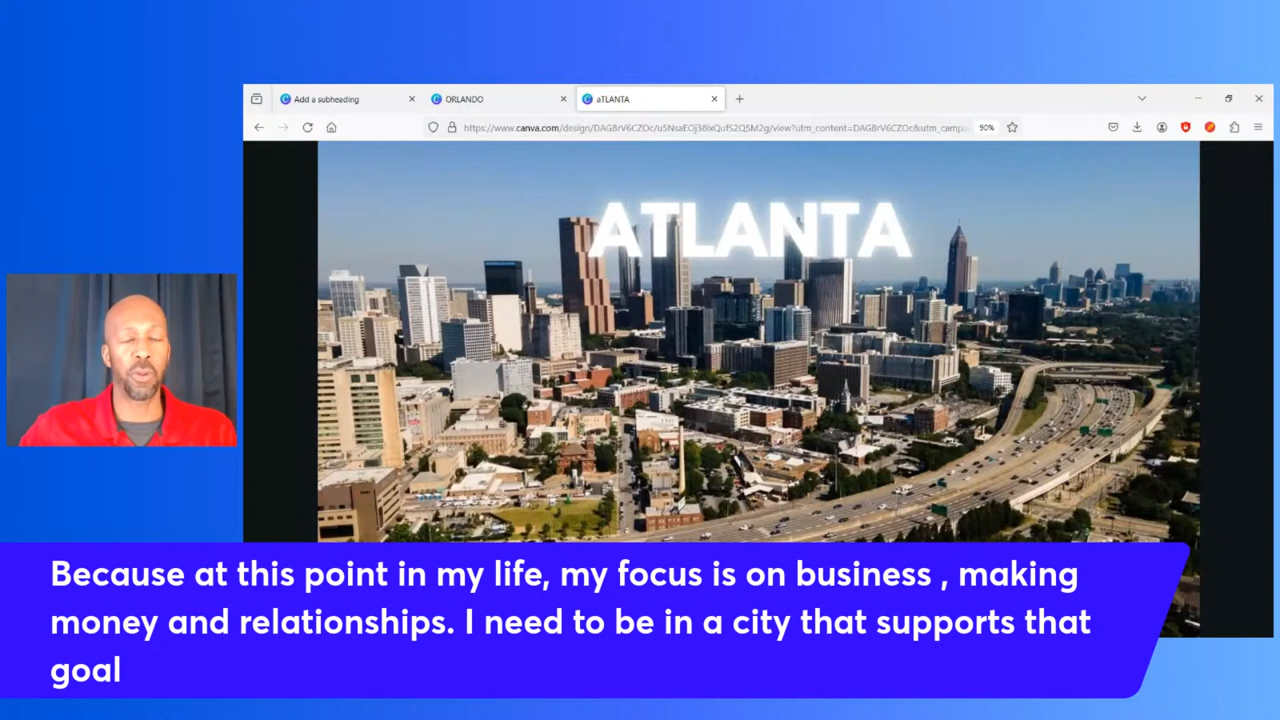 Add a subheading
ORLANDO
aTLANTA
https://www.canva.com/design/DAGBrV6CZOc/u5NsaEOj38lxQufS2Q5M2g/view?utm_content=DAGBrV6CZOc&utm_camp
90%
ATLANTA
Because at this point in my life, my focus is on business , making
money and relationships. I need to be in a city that supports that
goal